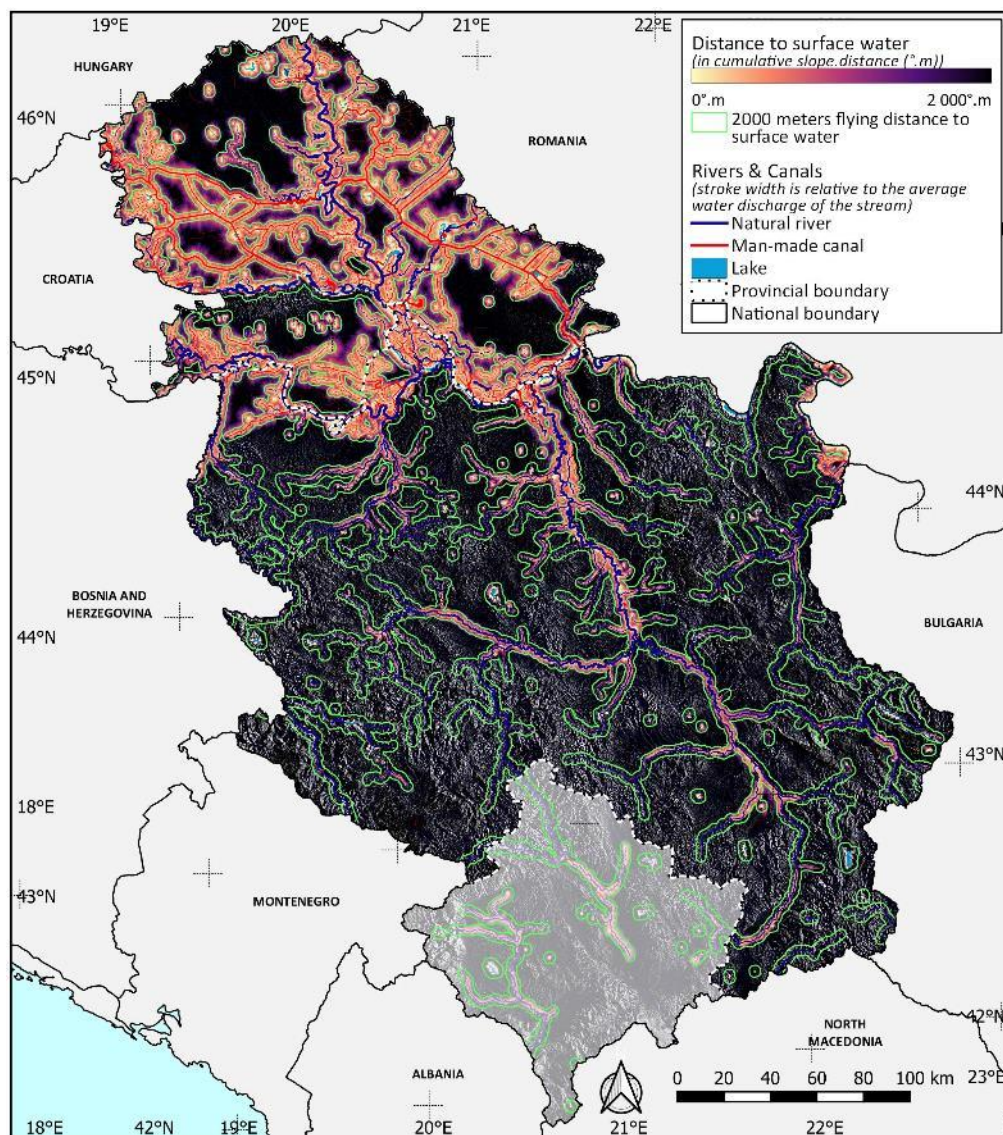 19°E
20°E
21°E
22°E
HUNGARY
46°N
ROMANIA
CROATIA
45°N
44°N
BOSNIA AND
HERZEGOVINA
44°N
BULGARIA
43°N
18°E
43°N
MONTENEGRO
42°N
NORTH
MACEDONIA
ALBANIA
23°E
18°E
42°N
19°E
20°E
21°E
22°E
Distance to surface water
(in cumulative slope.distance (°.m))
0°.m
2 000°.m
2000 meters flying distance to
surface water
Rivers & Canals
(stroke width is relative to the average
water discharge of the stream)
Natural river
Man-made canal
Lake
Provincial boundary
National boundary
0 20 40 60 80 100 km